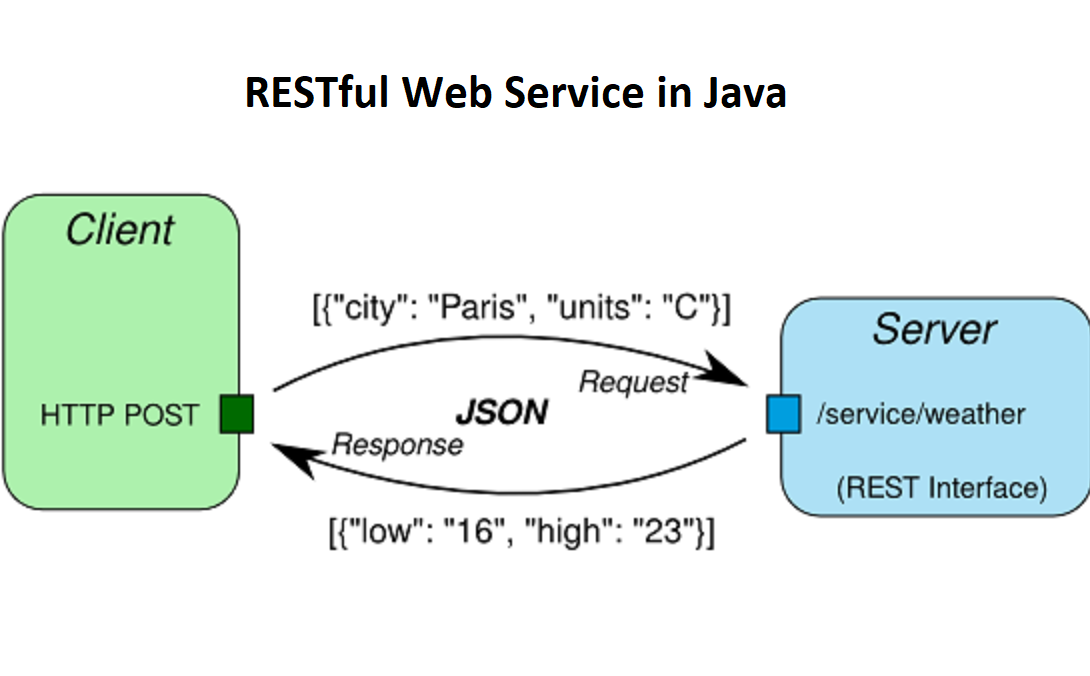 RESTful Web Service in Java
Client
HTTP POST
[{"city": "Paris", "units": "C"}]
Request
JSON
Response
[{"low": "16", "high": "23"}]
Server
/service/weather
(REST Interface)